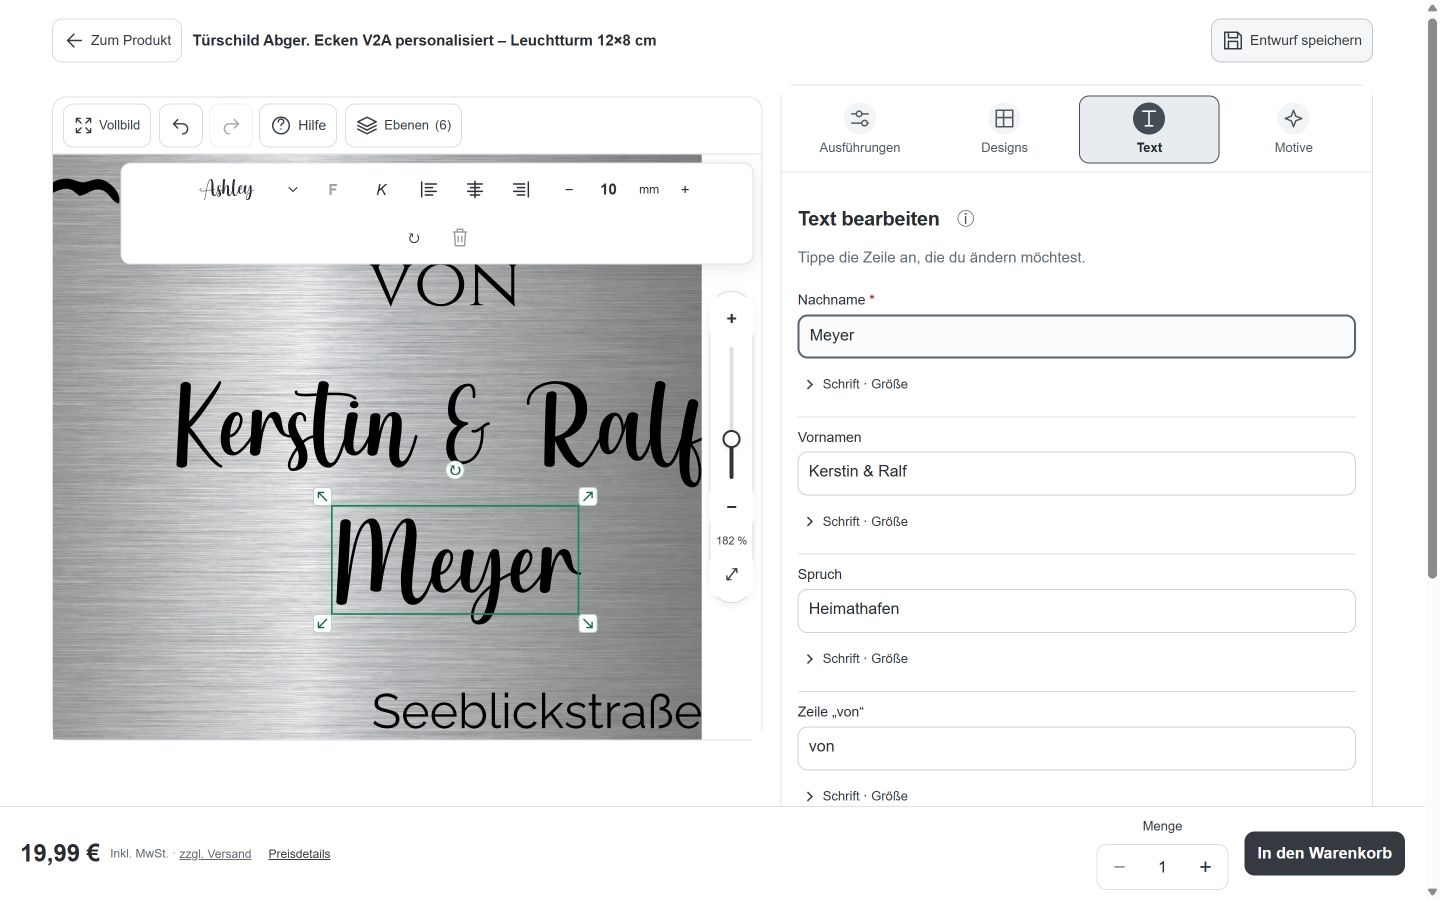 Zum Produkt
Türschild Abger. Ecken V2A personalisiert – Leuchtturm 12×8 cm
Entwurf speichern
Vollbild
Hilfe
Ebenen (6)
Ausführungen
Designs
Text
Motive
Ashley
F
K
− 10 mm +
VON
Kerstin & Ralf
Meyer
Seeblickstraße
+
−
182 %
Text bearbeiten
Tippe die Zeile an, die du ändern möchtest.
Nachname *
Meyer
Schrift · Größe
Vornamen
Kerstin & Ralf
Schrift · Größe
Spruch
Heimathafen
Schrift · Größe
Zeile „von“
von
Schrift · Größe
19,99 € Inkl. MwSt. · zzgl. Versand Preisdetails
Menge
− 1 +
In den Warenkorb